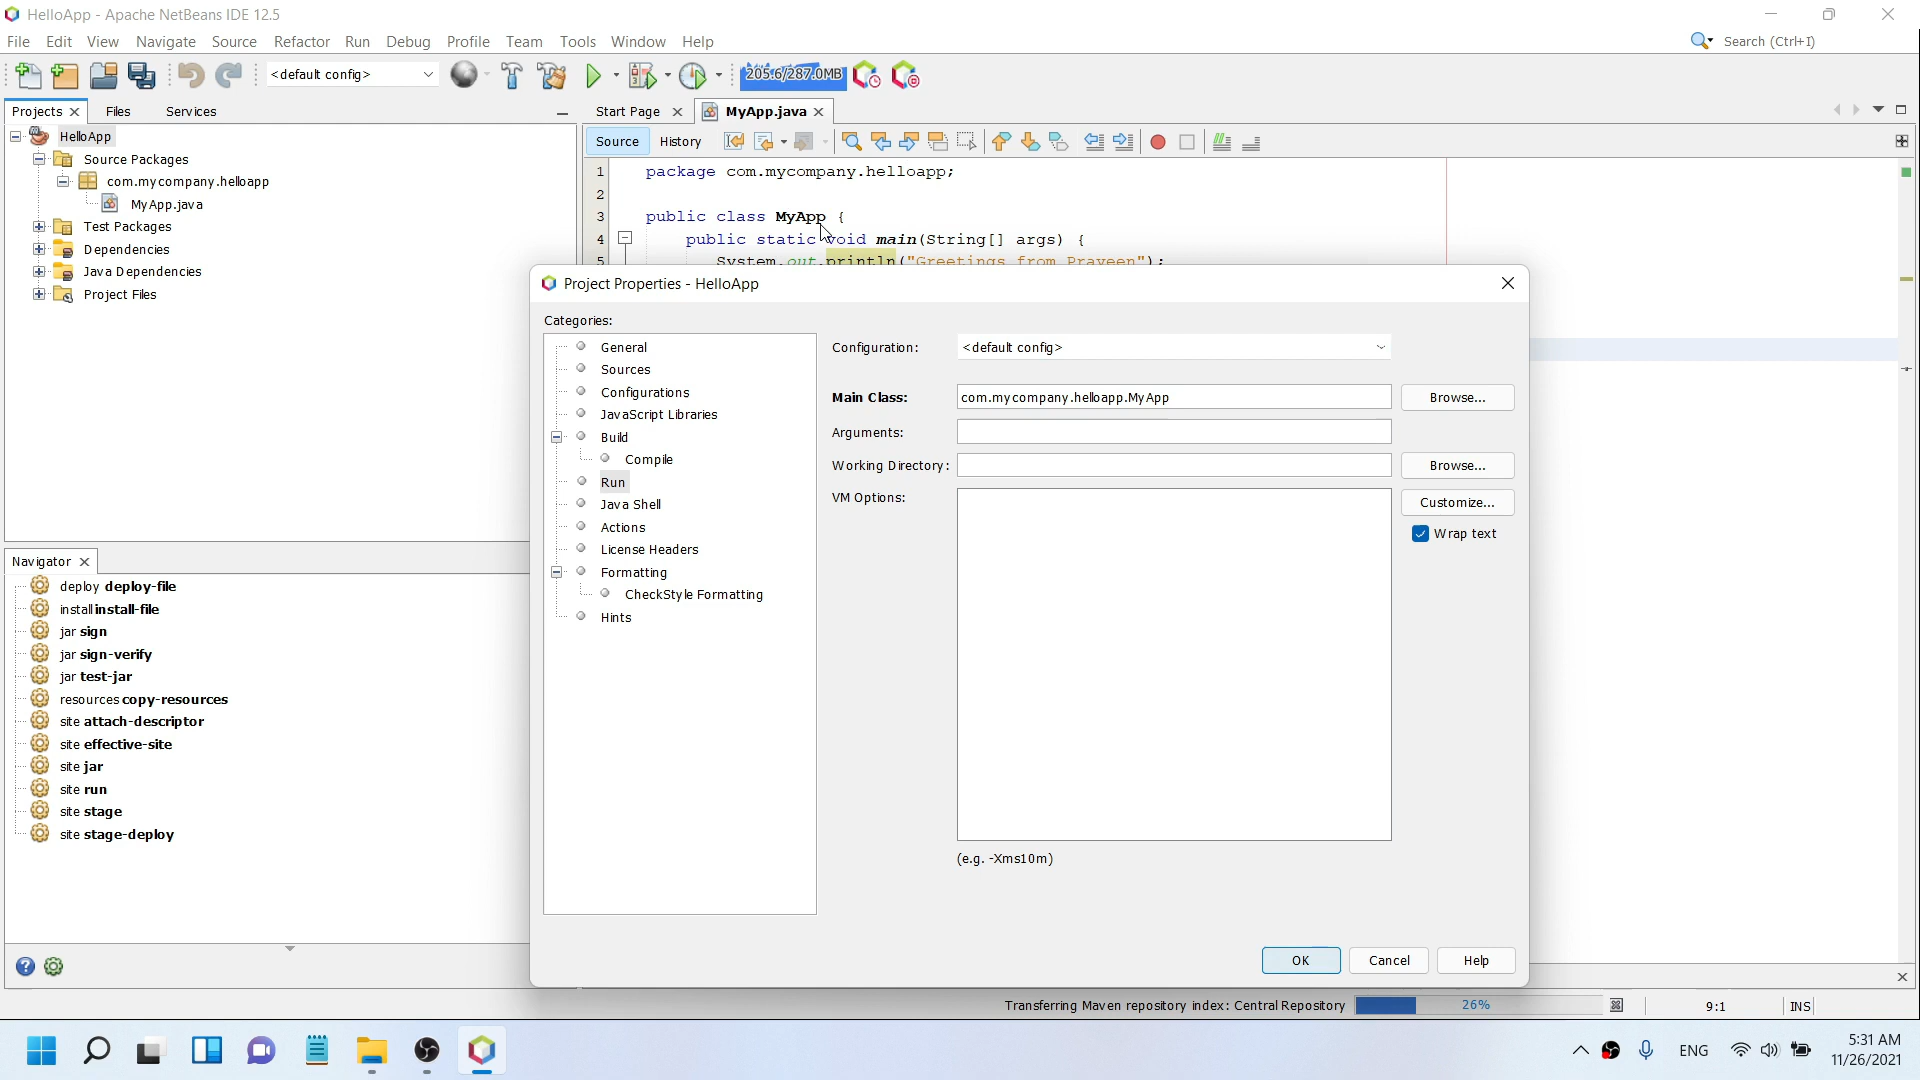 HelloApp - Apache NetBeans IDE 12.5
File Edit View Navigate Source Refactor Run Debug Profile Team Tools Window Help
Search (Ctrl+I)
<default config>
205.6/287.0MB
Projects Files Services
Start Page MyApp.java
HelloApp
Source History
Source Packages
com.mycompany.helloapp
MyApp.java
Test Packages
Dependencies
Java Dependencies
Project Files
1 package com.mycompany.helloapp;
2
3 public class MyApp {
4 public static void main(String[] args) {
5 System.out.println("Greetings from Praveen");
Project Properties - HelloApp
Categories:
General
Sources
Configurations
JavaScript Libraries
Build
Compile
Run
Java Shell
Actions
License Headers
Formatting
CheckStyle Formatting
Hints
Configuration: <default config>
Main Class: com.mycompany.helloapp.MyApp Browse...
Arguments:
Working Directory: Browse...
VM Options: Customize...
Wrap text
(e.g. -Xms10m)
OK Cancel Help
Navigator
deploy deploy-file
install install-file
jar sign
jar sign-verify
jar test-jar
resources copy-resources
site attach-descriptor
site effective-site
site jar
site run
site stage
site stage-deploy
Transferring Maven repository index: Central Repository 26% 9:1 INS
ENG
5:31 AM
11/26/2021